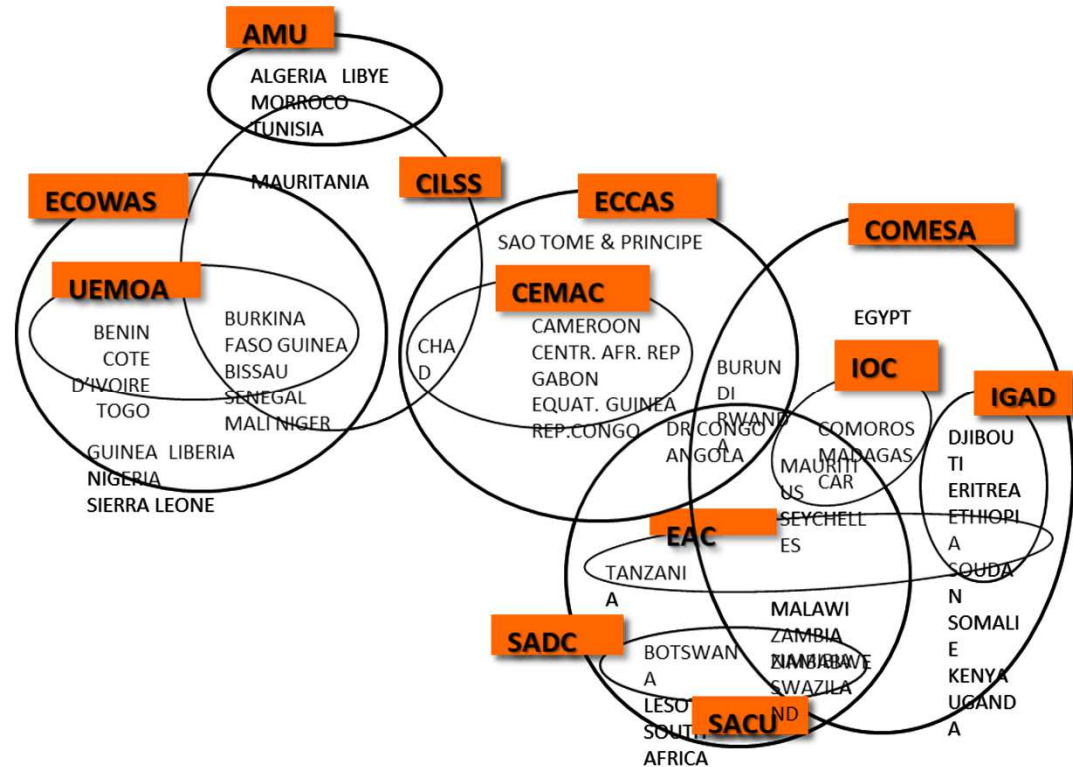 AMU
ALGERIA LIBYE
MORROCO
TUNISIA
MAURITANIA
CILSS
ECOWAS
ECCAS
COMESA
SAO TOME & PRINCIPE
UEMOA
CEMAC
BENIN
COTE
D'IVOIRE
TOGO
BURKINA
FASO GUINEA
BISSAU
SENEGAL
MALI NIGER
GUINEA LIBERIA
NIGERIA
SIERRA LEONE
CHA
D
CAMEROON
CENTR. AFR. REP
GABON
EQUAT. GUINEA
REP.CONGO
BURUN
DI
RWAND
A
DR CONGO
ANGOLA
EGYPT
IOC
IGAD
COMOROS
MADAGAS
CAR
MAURITI
US
SEYCHELL
ES
DJIBOU
TI
ERITREA
ETHIOPI
A
SOUDA
N
SOMALI
E
KENYA
UGAND
A
EAC
TANZANI
A
SADC
MALAWI
ZAMBIA
ZIMBABWE
NAMIBIA
SWAZILA
ND
BOTSWAN
A
LESO
SOUTH
AFRICA
SACU